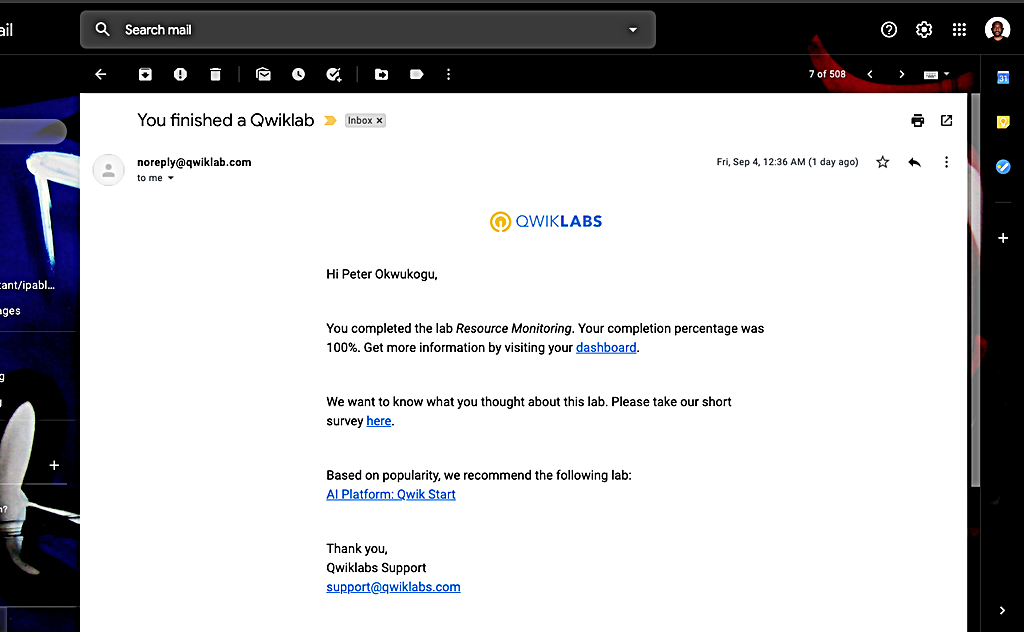 ail
Search mail
7 of 508
31
You finished a Qwiklab
Inbox ×
noreply@qwiklab.com
Fri, Sep 4, 12:36 AM (1 day ago)
to me
QWIKLABS
Hi Peter Okwukogu,
tant/ipabl...
ages
You completed the lab Resource Monitoring. Your completion percentage was
100%. Get more information by visiting your dashboard.
g
We want to know what you thought about this lab. Please take our short
survey here.
Based on popularity, we recommend the following lab:
AI Platform: Qwik Start
n?
Thank you,
Qwiklabs Support
support@qwiklabs.com